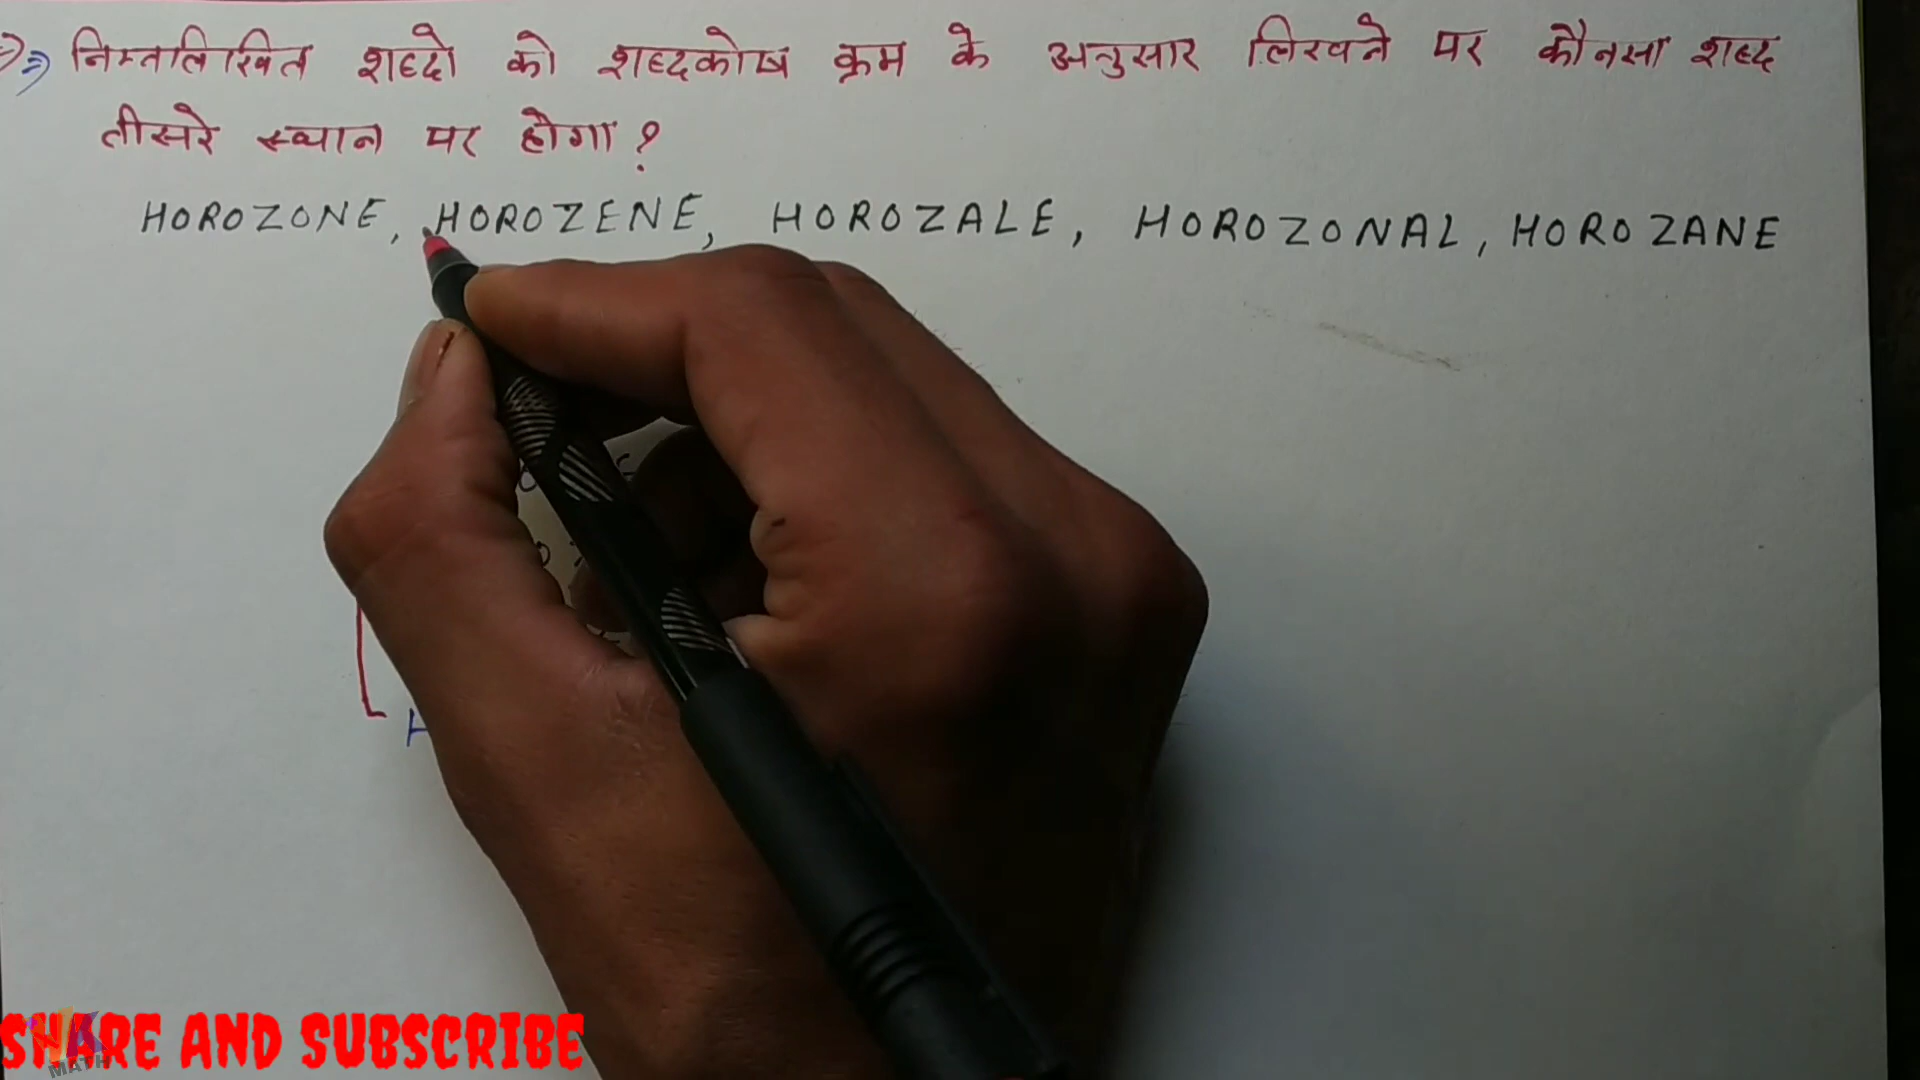 ⇒ निम्नलिखित शब्दो को शब्दकोष क्रम के अनुसार लिखने पर कौनसा शब्द
तीसरे स्थान पर होगा ?
HOROZONE, HOROZENE, HOROZALE, HOROZONAL, HOROZANE
H
SHARE AND SUBSCRIBE
MATH